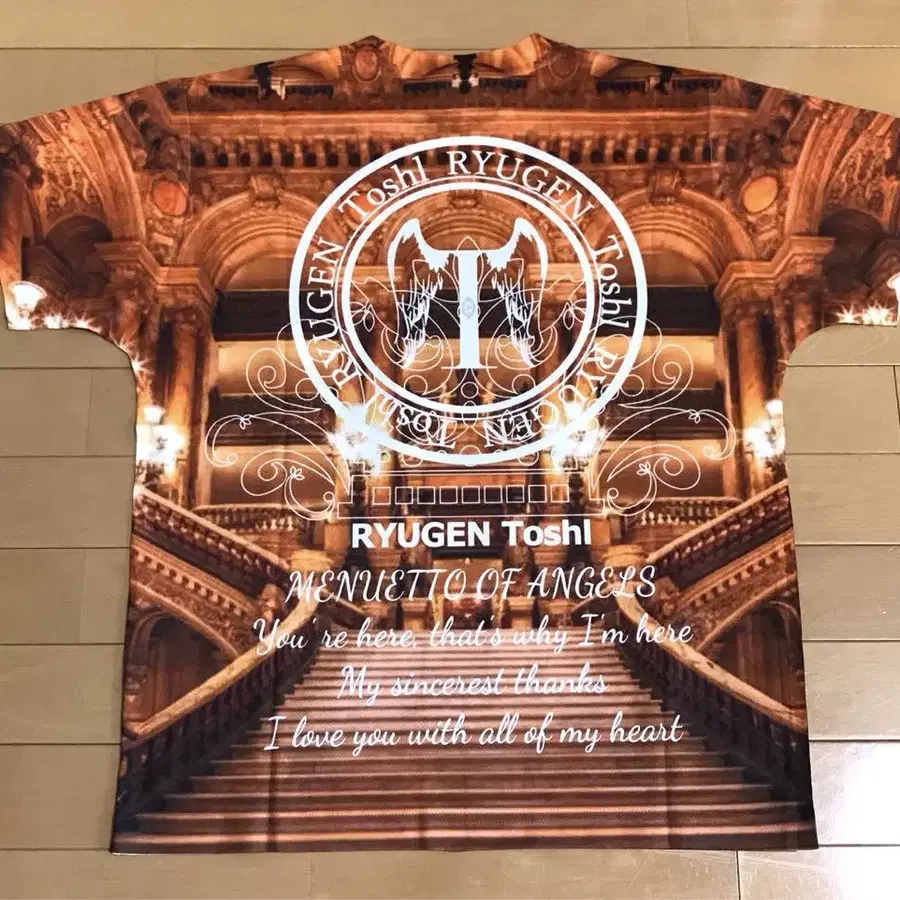 RYUGEN Toshl RYUGEN Toshl RYUGEN Toshl
T
RYUGEN Toshl
MENUETTO OF ANGELS
You're here, that's why I'm here
My sincerest thanks
I love you with all of my heart